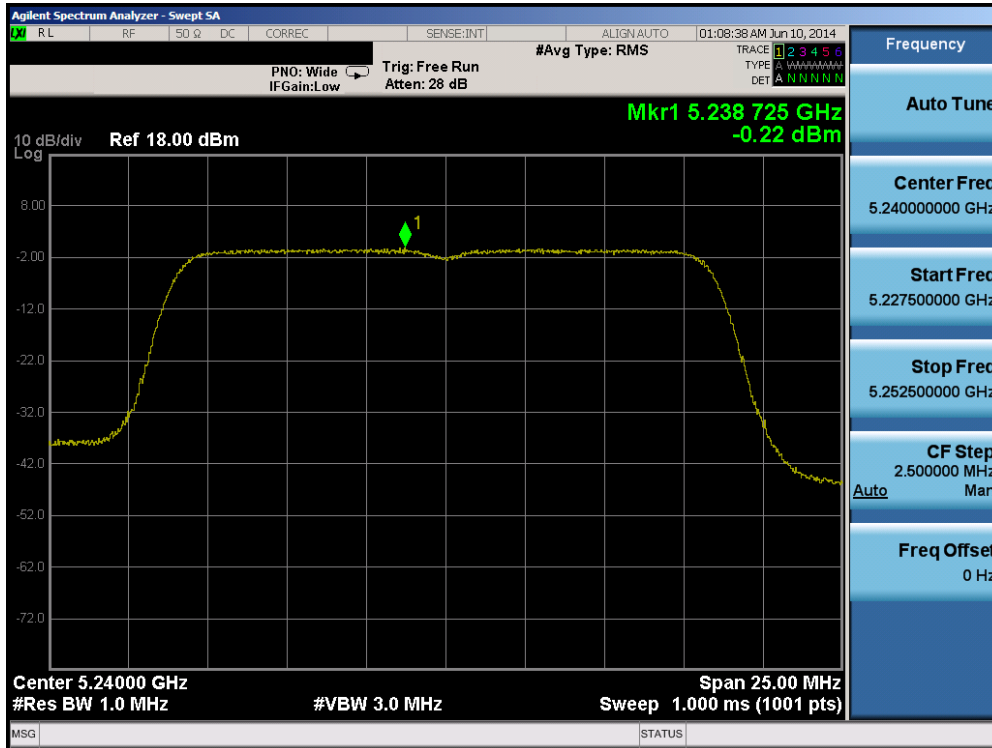 Agilent Spectrum Analyzer - Swept SA
LXI RL RF 50 Ω DC CORREC SENSE:INT ALIGN AUTO 01:08:38 AM Jun 10, 2014
#Avg Type: RMS
TRACE 1 2 3 4 5 6
TYPE A WWWWWWW
DET A N N N N N
PNO: Wide
IFGain:Low
Trig: Free Run
Atten: 28 dB
Mkr1 5.238 725 GHz
-0.22 dBm
10 dB/div Ref 18.00 dBm
Log
1
8.00
-2.00
-12.0
-22.0
-32.0
-42.0
-52.0
-62.0
-72.0
Center 5.24000 GHz Span 25.00 MHz
#Res BW 1.0 MHz #VBW 3.0 MHz Sweep 1.000 ms (1001 pts)
MSG STATUS
Frequency
Auto Tune
Center Freq
5.240000000 GHz
Start Freq
5.227500000 GHz
Stop Freq
5.252500000 GHz
CF Step
2.500000 MHz
Auto Man
Freq Offset
0 Hz